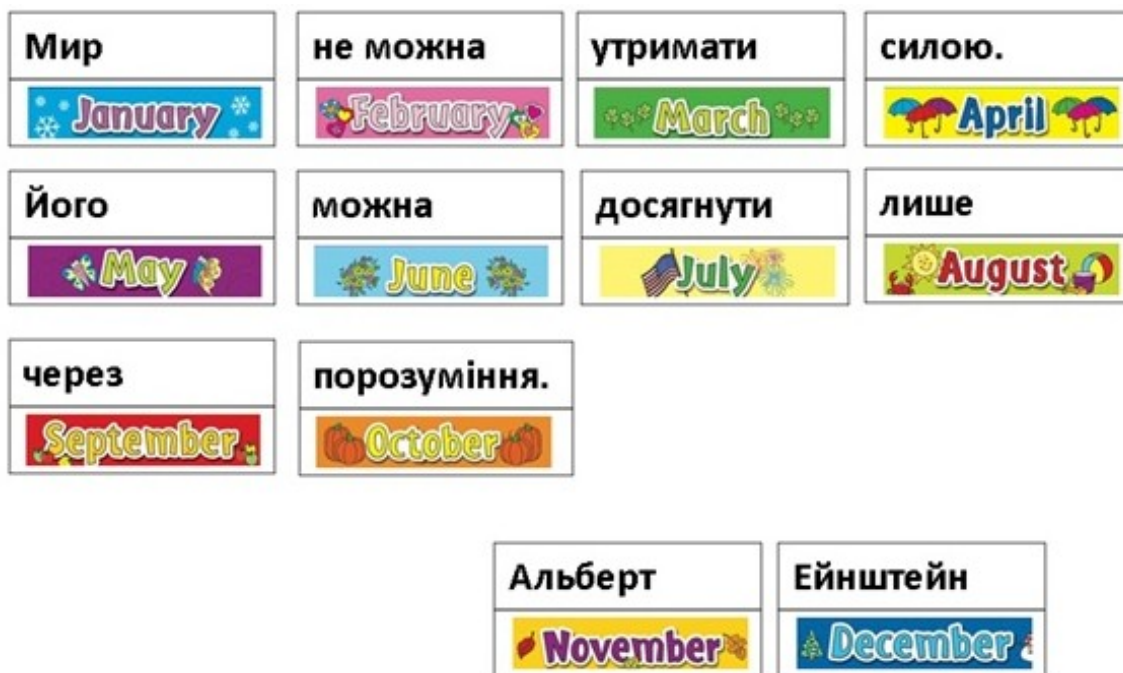 Мир не можна утримати силою.
January February March April
Його можна досягнути лише
May June July August
через порозуміння.
September October
Альберт Ейнштейн
November December